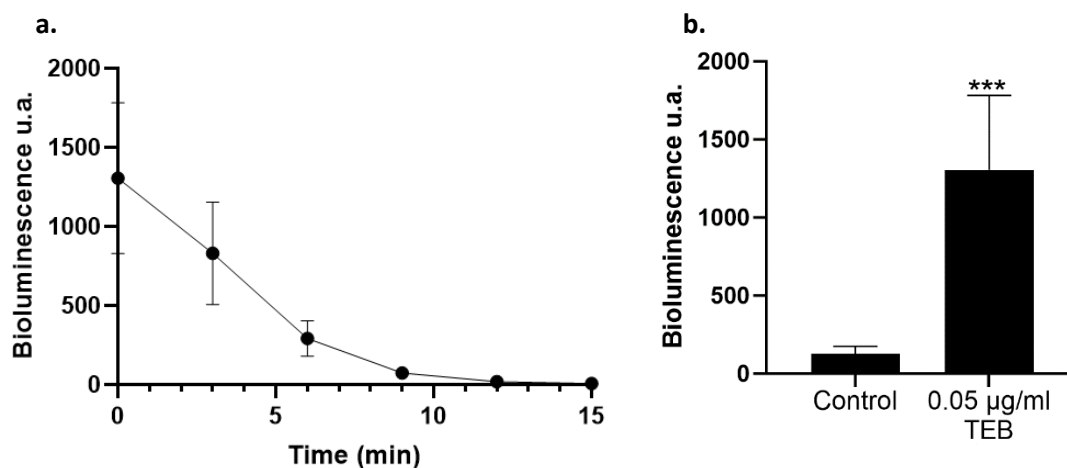 a.
Bioluminescence u.a.
2000
1500
1000
500
0
0
5
10
15
Time (min)
b.
Bioluminescence u.a.
2000
1500
1000
500
0
***
Control
0.05 µg/ml
TEB